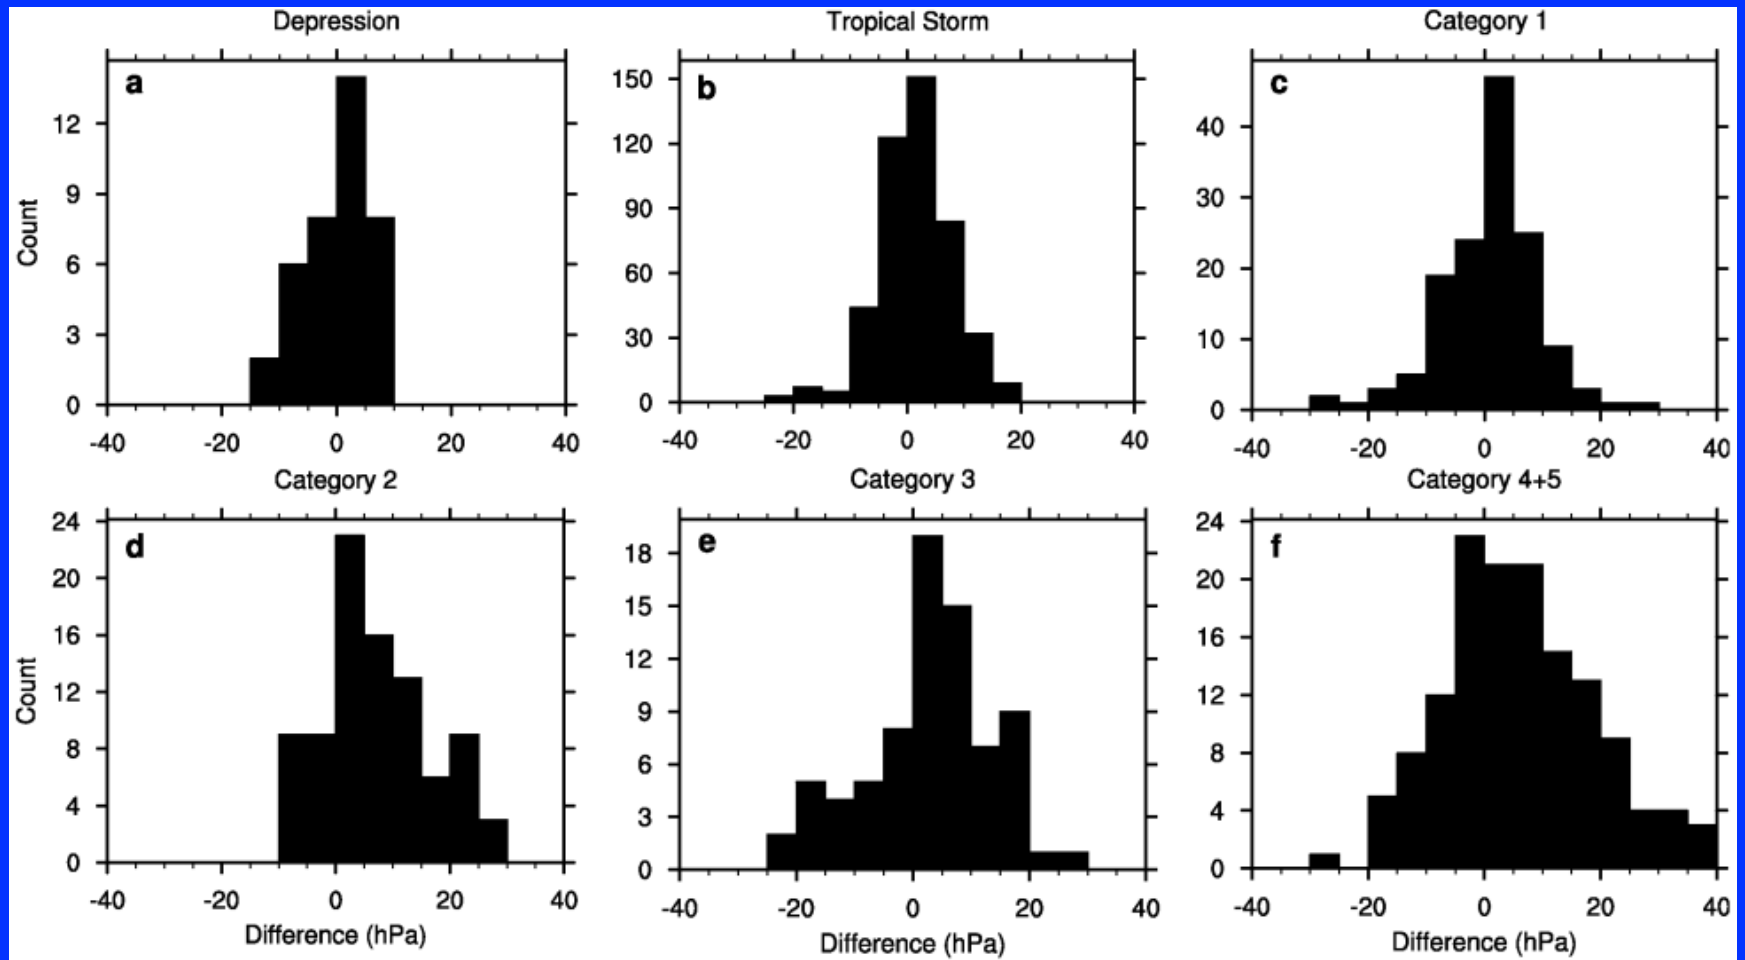 Depression
Tropical Storm
Category 1
a
b
c
Count
12
9
6
3
0
150
120
90
60
30
0
40
30
20
10
0
-40 -20 0 20 40
-40 -20 0 20 40
-40 -20 0 20 40
Category 2
Category 3
Category 4+5
d
e
f
Count
24
20
16
12
8
4
0
18
15
12
9
6
3
0
24
20
16
12
8
4
0
-40 -20 0 20 40
-40 -20 0 20 40
-40 -20 0 20 40
Difference (hPa)
Difference (hPa)
Difference (hPa)